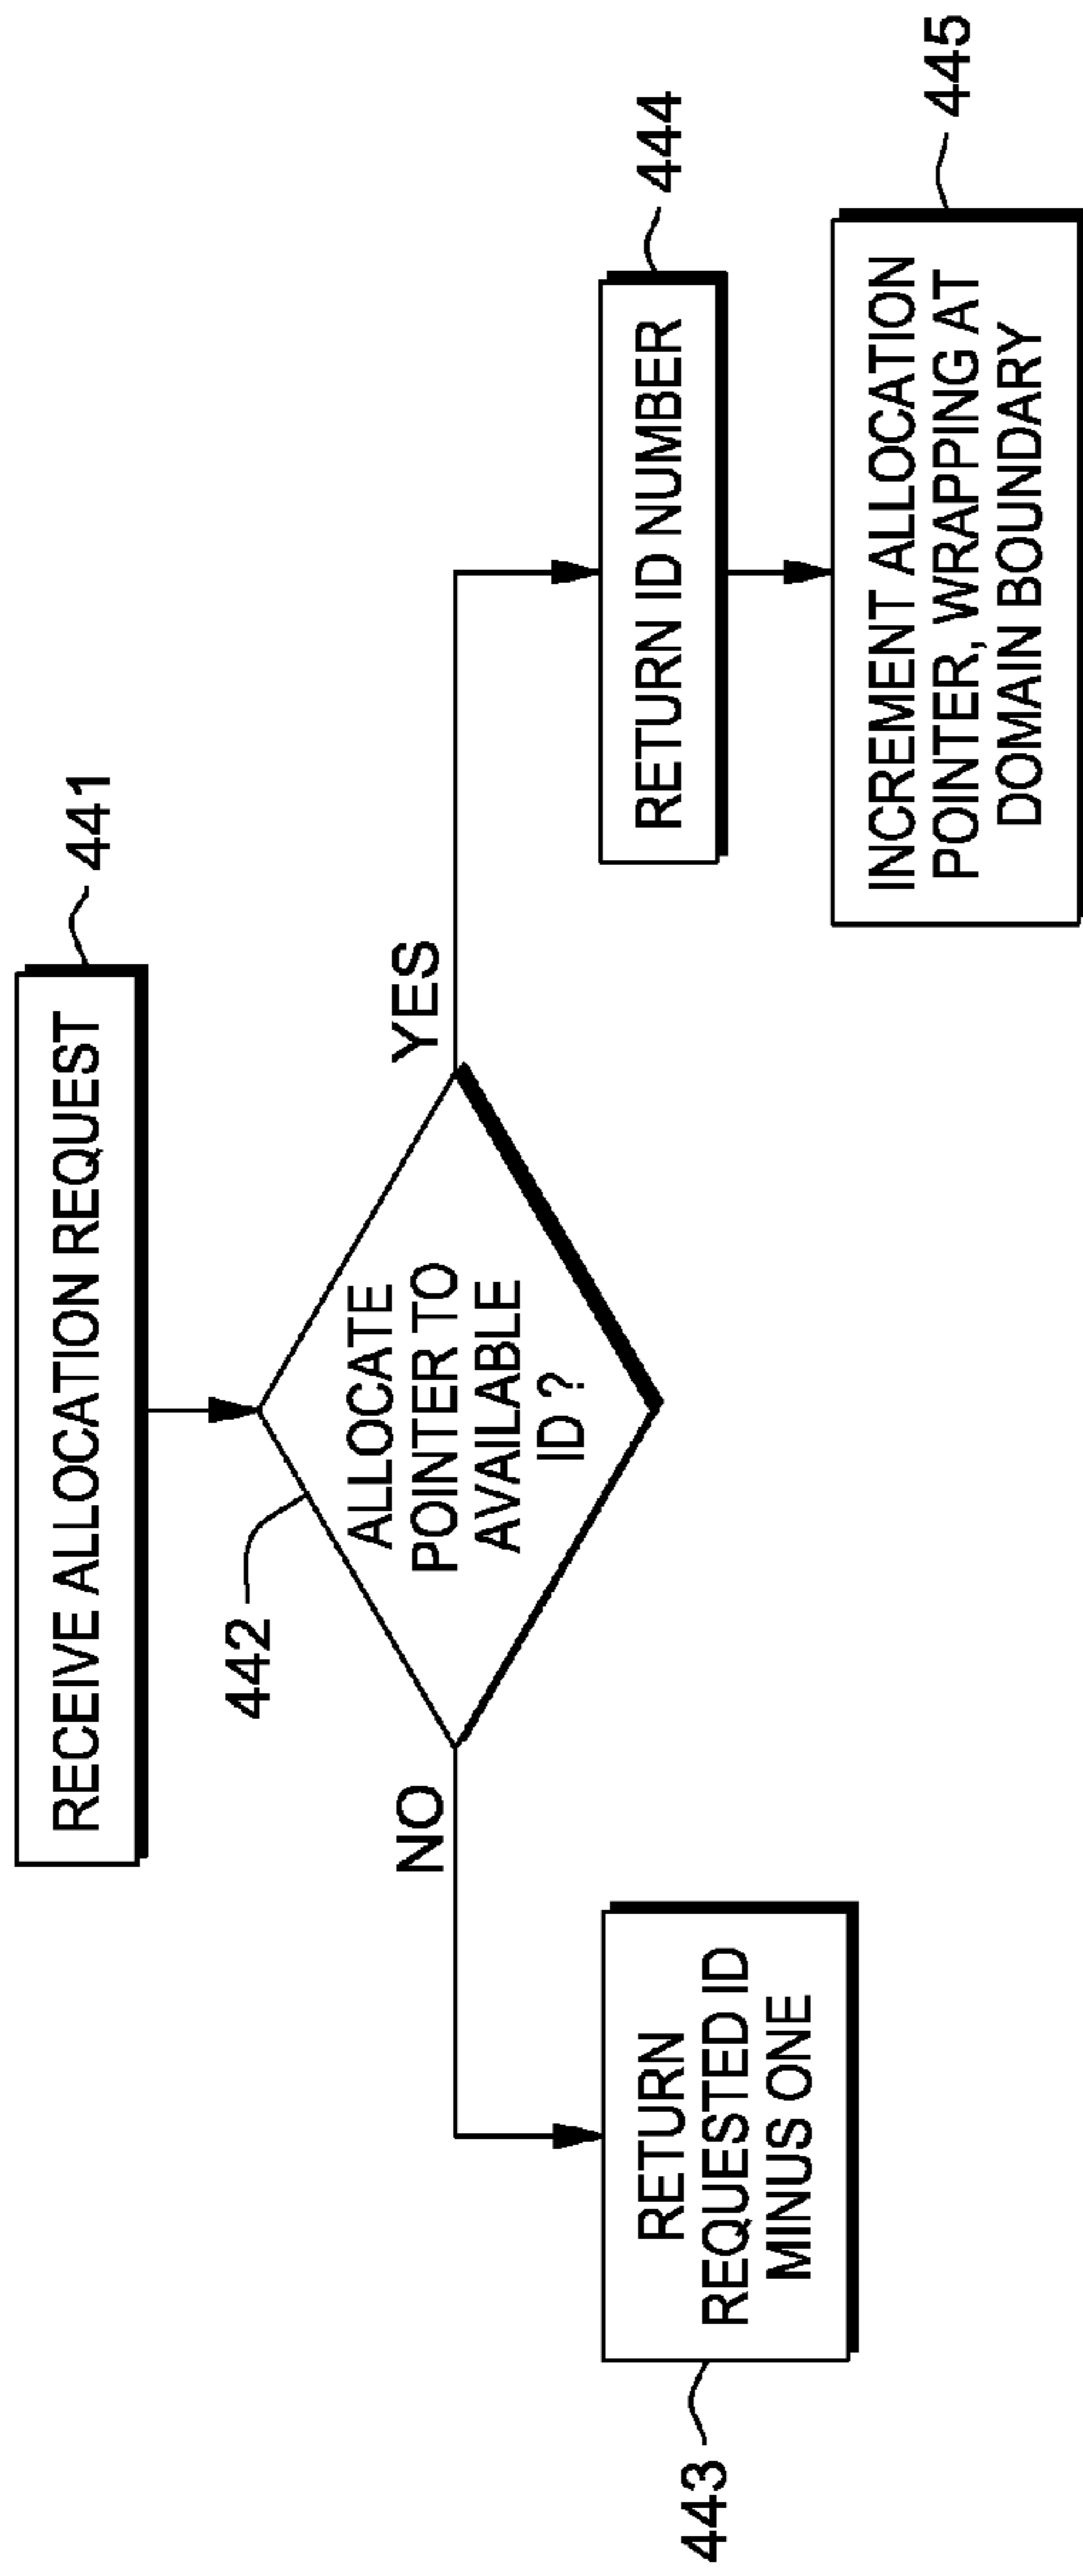 RECEIVE ALLOCATION REQUEST
441
442
ALLOCATE
POINTER TO
AVAILABLE
ID ?
NO
YES
RETURN
REQUESTED ID
MINUS ONE
443
RETURN ID NUMBER
444
INCREMENT ALLOCATION
POINTER, WRAPPING AT
DOMAIN BOUNDARY
445